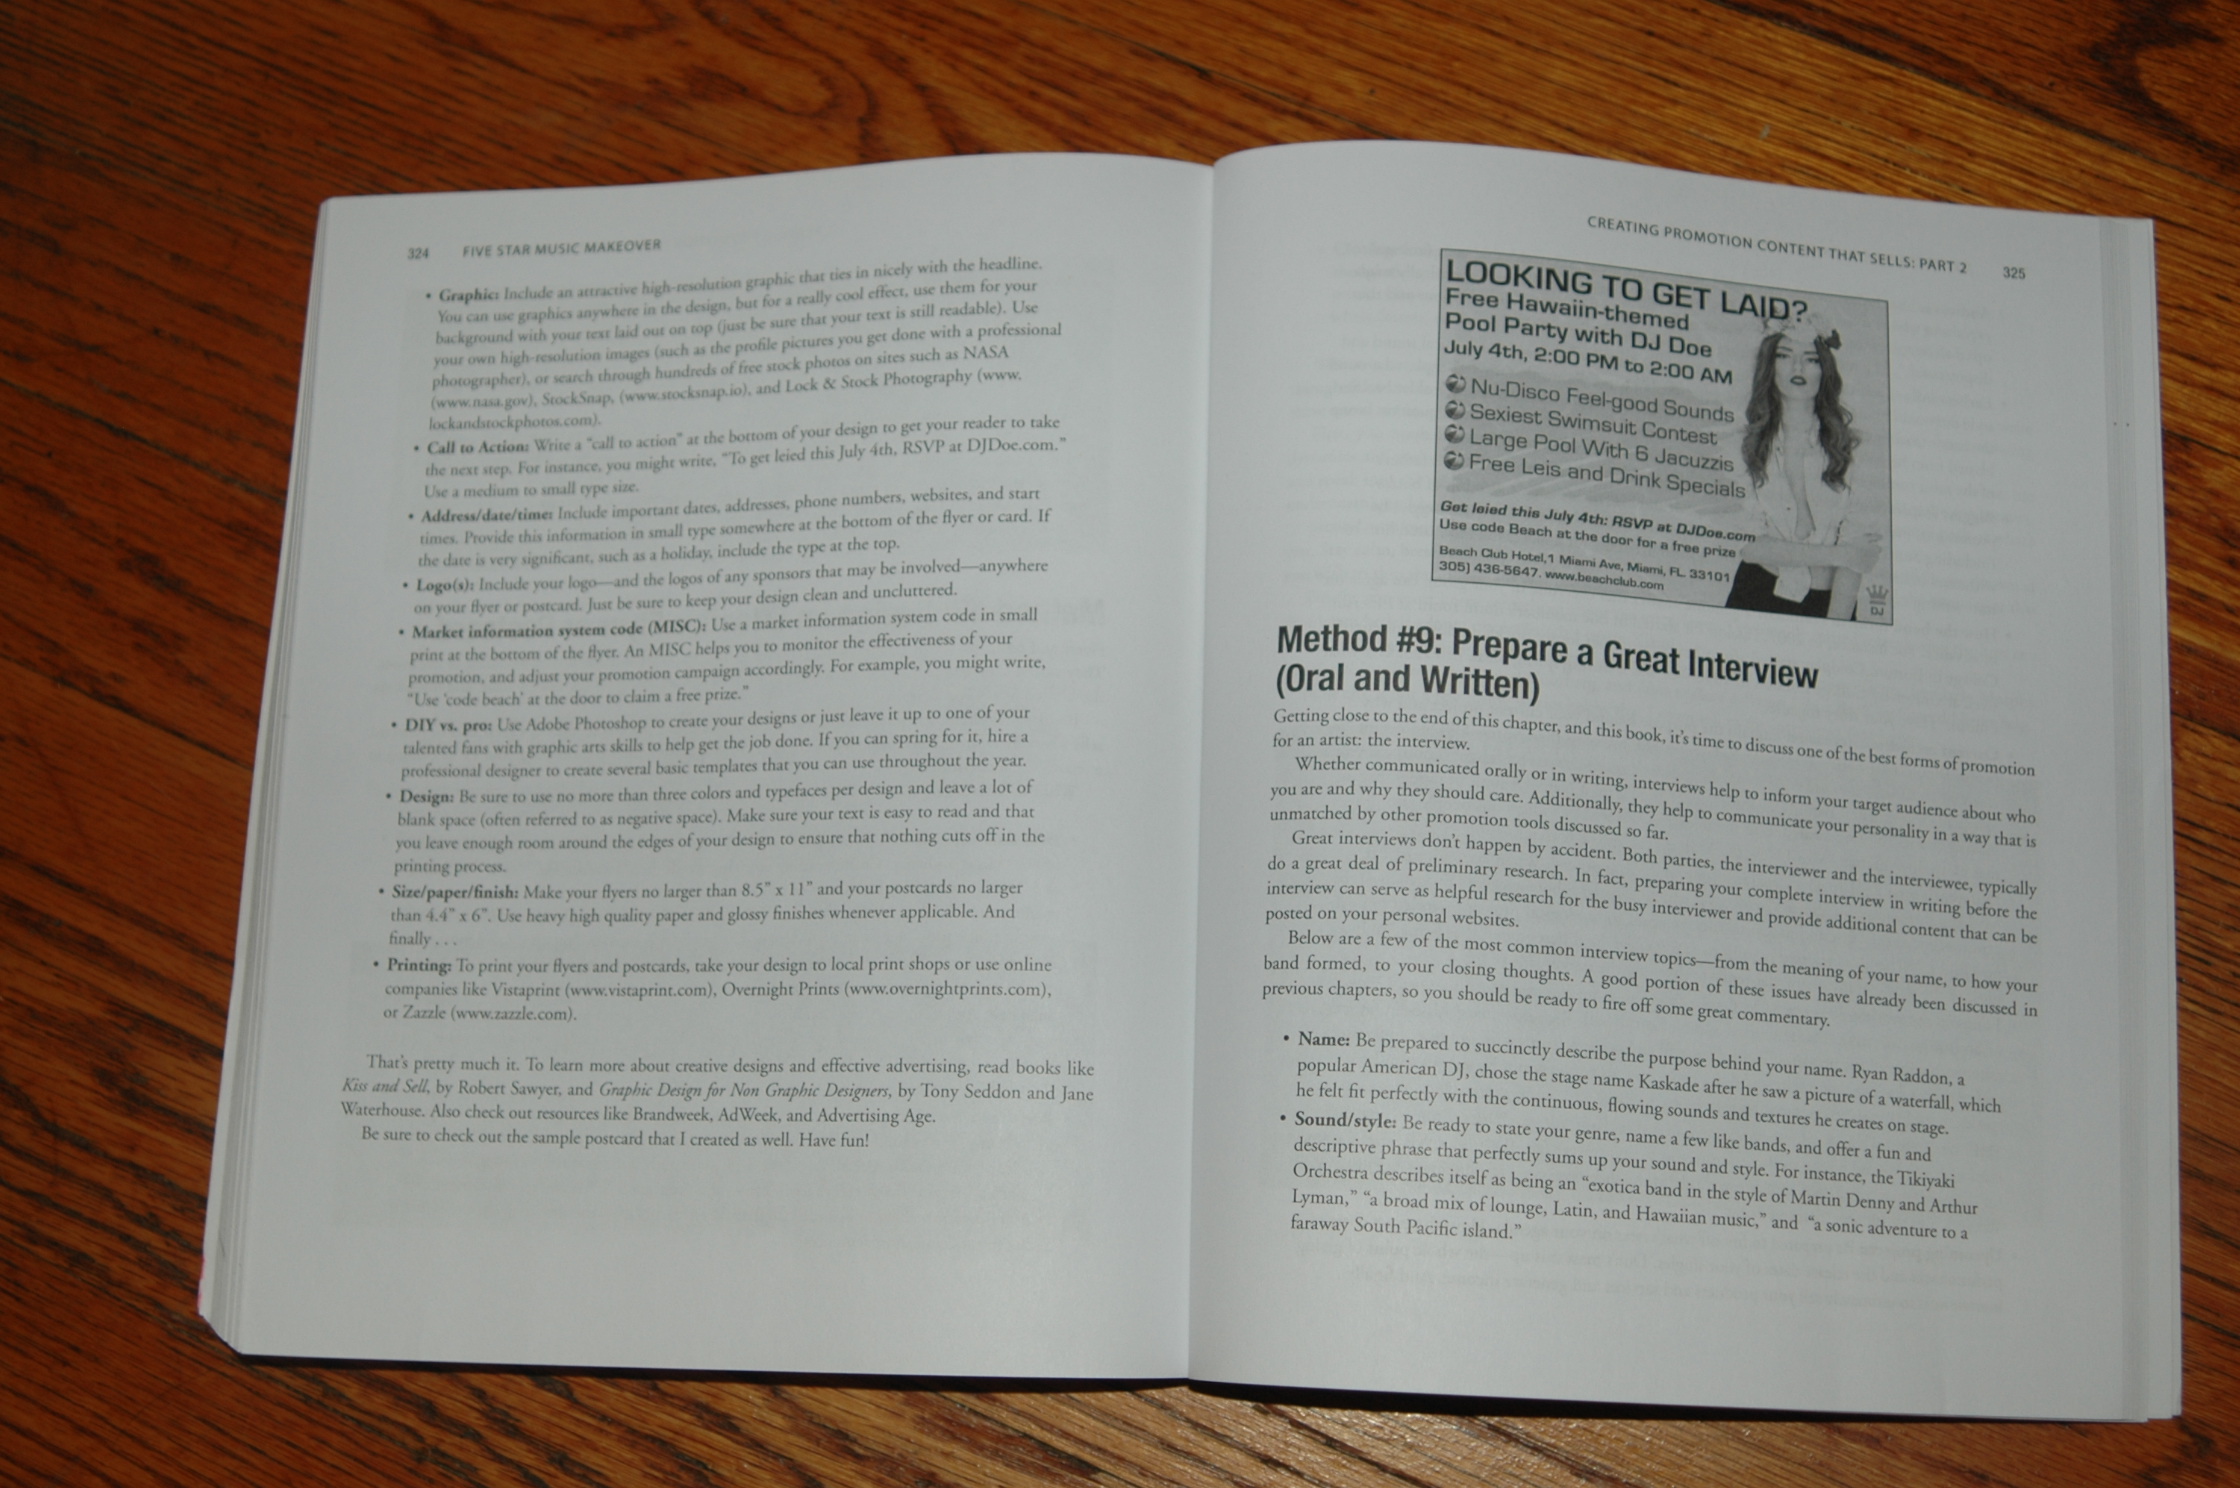 324 FIVE STAR MUSIC MAKEOVER
• Graphic: Include an attractive high-resolution graphic that ties in nicely with the headline.
You can use graphics anywhere in the design, but for a really cool effect, use them for your
background with your text laid out on top (just be sure that your text is still readable). Use
your own high-resolution images (such as the profile pictures you get done with a professional
photographer), or search through hundreds of free stock photos on sites such as NASA
(www.nasa.gov), StockSnap, (www.stocksnap.io), and Lock & Stock Photography (www.
lockandstockphotos.com).
• Call to Action: Write a "call to action" at the bottom of your design to get your reader to take
the next step. For instance, you might write, "To get leied this July 4th, RSVP at DJDoe.com."
Use a medium to small type size.
• Address/date/time: Include important dates, addresses, phone numbers, websites, and start
times. Provide this information in small type somewhere at the bottom of the flyer or card. If
the date is very significant, such as a holiday, include the type at the top.
• Logo(s): Include your logo—and the logos of any sponsors that may be involved—anywhere
on your flyer or postcard. Just be sure to keep your design clean and uncluttered.
• Market information system code (MISC): Use a market information system code in small
print at the bottom of the flyer. An MISC helps you to monitor the effectiveness of your
promotion, and adjust your promotion campaign accordingly. For example, you might write,
"Use 'code beach' at the door to claim a free prize."
• DIY vs. pro: Use Adobe Photoshop to create your designs or just leave it up to one of your
talented fans with graphic arts skills to help get the job done. If you can spring for it, hire a
professional designer to create several basic templates that you can use throughout the year.
• Design: Be sure to use no more than three colors and typefaces per design and leave a lot of
blank space (often referred to as negative space). Make sure your text is easy to read and that
you leave enough room around the edges of your design to ensure that nothing cuts off in the
printing process.
• Size/paper/finish: Make your flyers no larger than 8.5" x 11" and your postcards no larger
than 4.4" x 6". Use heavy high quality paper and glossy finishes whenever applicable. And
finally . . .
• Printing: To print your flyers and postcards, take your design to local print shops or use online
companies like Vistaprint (www.vistaprint.com), Overnight Prints (www.overnightprints.com),
or Zazzle (www.zazzle.com).
That's pretty much it. To learn more about creative designs and effective advertising, read books like
Kiss and Sell, by Robert Sawyer, and Graphic Design for Non Graphic Designers, by Tony Seddon and Jane
Waterhouse. Also check out resources like Brandweek, AdWeek, and Advertising Age.
Be sure to check out the sample postcard that I created as well. Have fun!
CREATING PROMOTION CONTENT THAT SELLS: PART 2 325
LOOKING TO GET LAID?
Free Hawaiin-themed
Pool Party with DJ Doe
July 4th, 2:00 PM to 2:00 AM
Nu-Disco Feel-good Sounds
Sexiest Swimsuit Contest
Large Pool With 6 Jacuzzis
Free Leis and Drink Specials
Get leied this July 4th: RSVP at DJDoe.com
Use code Beach at the door for a free prize
Beach Club Hotel,1 Miami Ave, Miami, FL 33101
305) 436-5647. www.beachclub.com
DJ
Method #9: Prepare a Great Interview
(Oral and Written)
Getting close to the end of this chapter, and this book, it's time to discuss one of the best forms of promotion
for an artist: the interview.
Whether communicated orally or in writing, interviews help to inform your target audience about who
you are and why they should care. Additionally, they help to communicate your personality in a way that is
unmatched by other promotion tools discussed so far.
Great interviews don't happen by accident. Both parties, the interviewer and the interviewee, typically
do a great deal of preliminary research. In fact, preparing your complete interview in writing before the
interview can serve as helpful research for the busy interviewer and provide additional content that can be
posted on your personal websites.
Below are a few of the most common interview topics—from the meaning of your name, to how your
band formed, to your closing thoughts. A good portion of these issues have already been discussed in
previous chapters, so you should be ready to fire off some great commentary.
• Name: Be prepared to succinctly describe the purpose behind your name. Ryan Raddon, a
popular American DJ, chose the stage name Kaskade after he saw a picture of a waterfall, which
he felt fit perfectly with the continuous, flowing sounds and textures he creates on stage.
• Sound/style: Be ready to state your genre, name a few like bands, and offer a fun and
descriptive phrase that perfectly sums up your sound and style. For instance, the Tikiyaki
Orchestra describes itself as being an "exotica band in the style of Martin Denny and Arthur
Lyman," "a broad mix of lounge, Latin, and Hawaiian music," and "a sonic adventure to a
faraway South Pacific island."